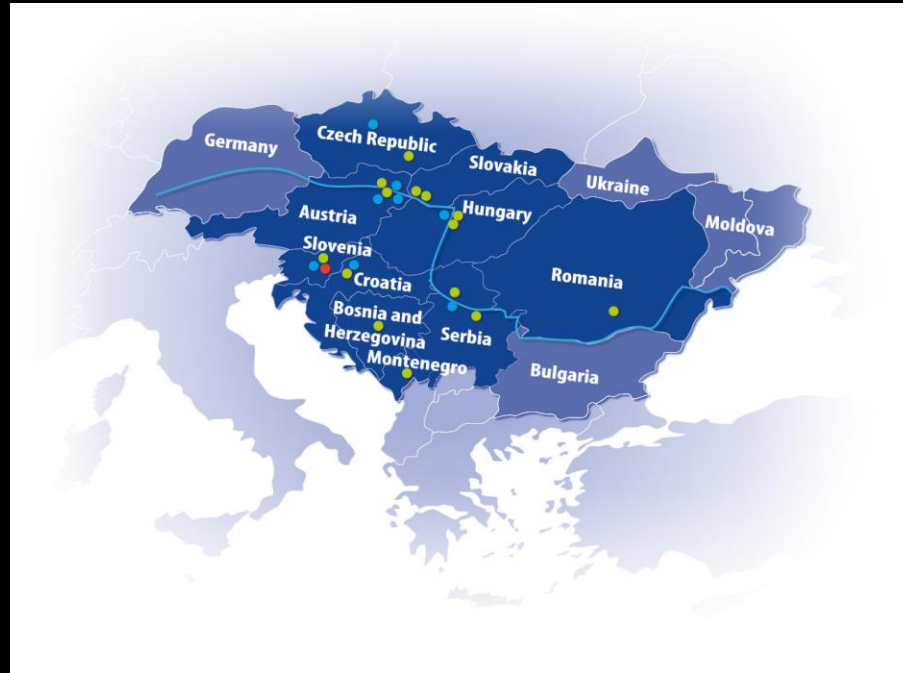 Germany
Czech Republic
Slovakia
Ukraine
Austria
Hungary
Moldova
Slovenia
Croatia
Romania
Bosnia and
Herzegovina
Serbia
Montenegro
Bulgaria